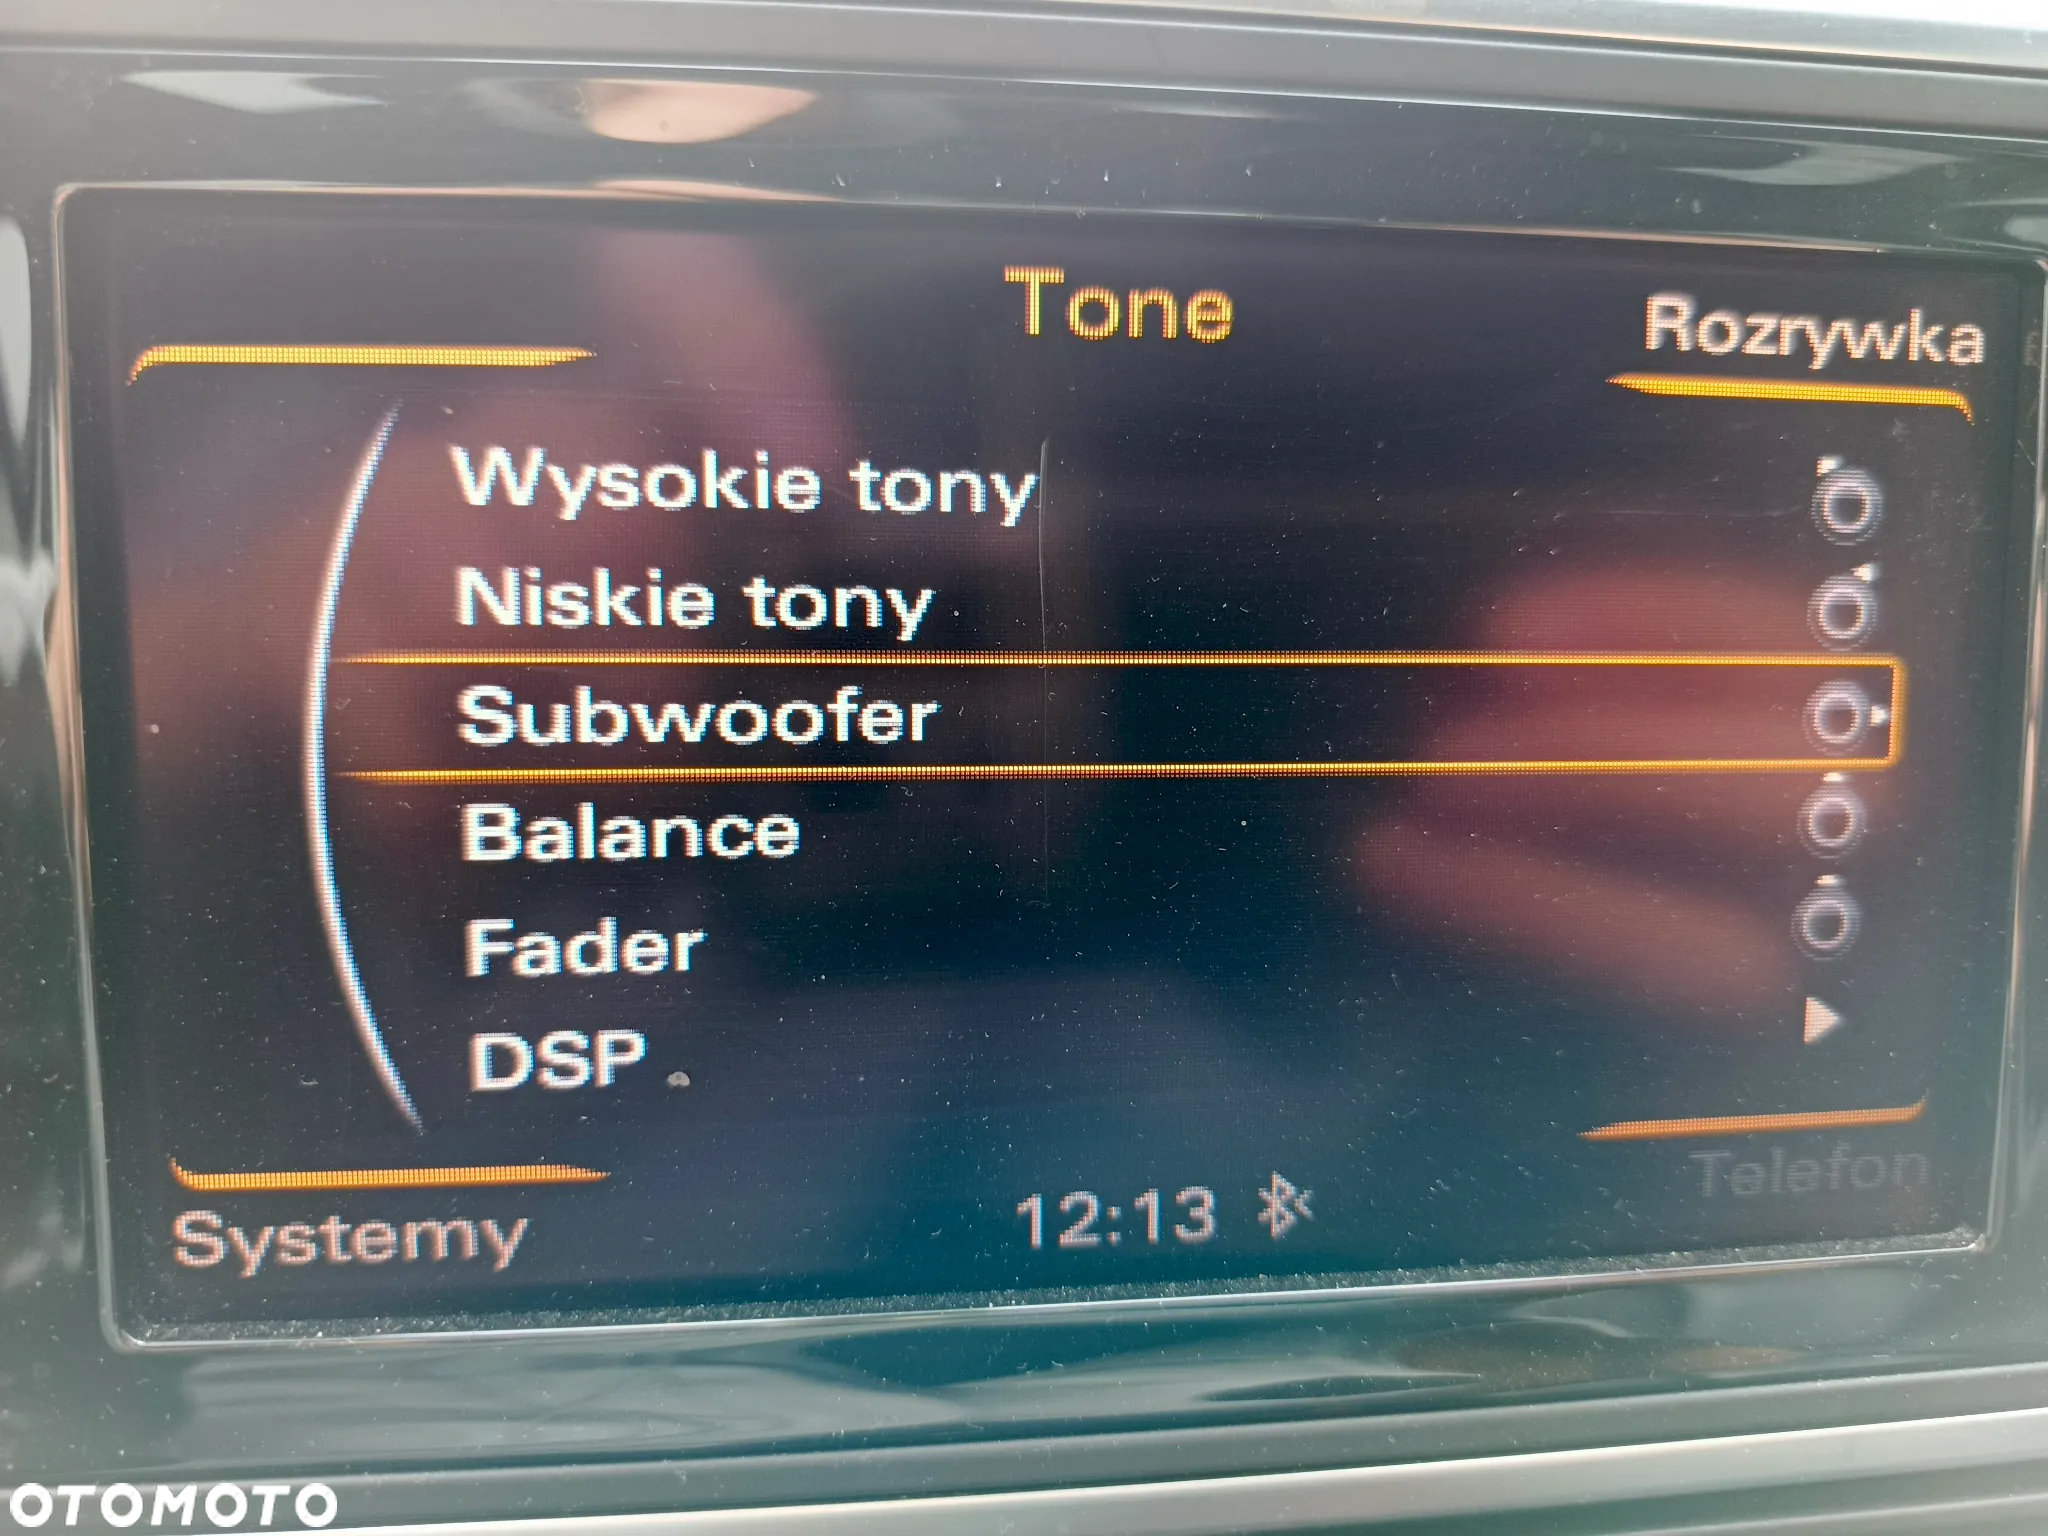 Tone
Rozrywka
Wysokie tony
Niskie tony
Subwoofer
Balance
Fader
DSP
Telefon
Systemy
12:13
OTOMOTO